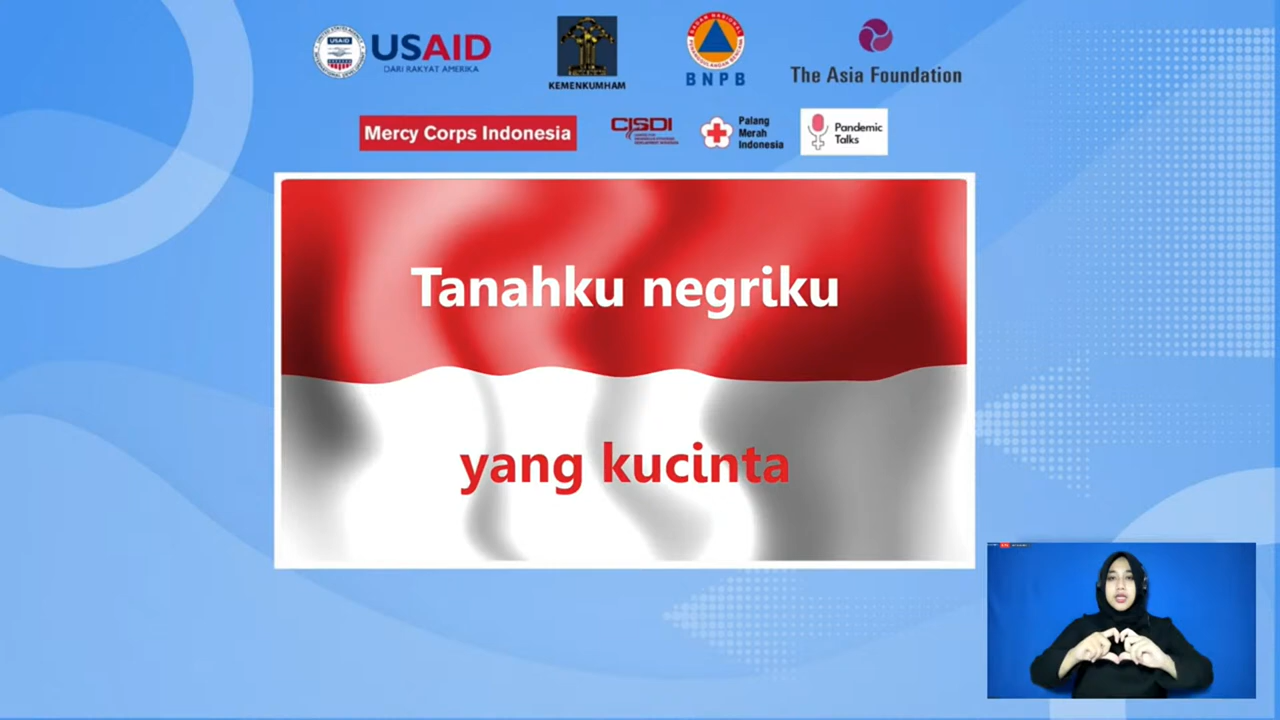 USAID
DARI RAKYAT AMERIKA
KEMENKUMHAM
BNPB
The Asia Foundation
Mercy Corps Indonesia
CISDI
Palang
Merah
Indonesia
Pandemic
Talks
Tanahku negriku
yang kucinta